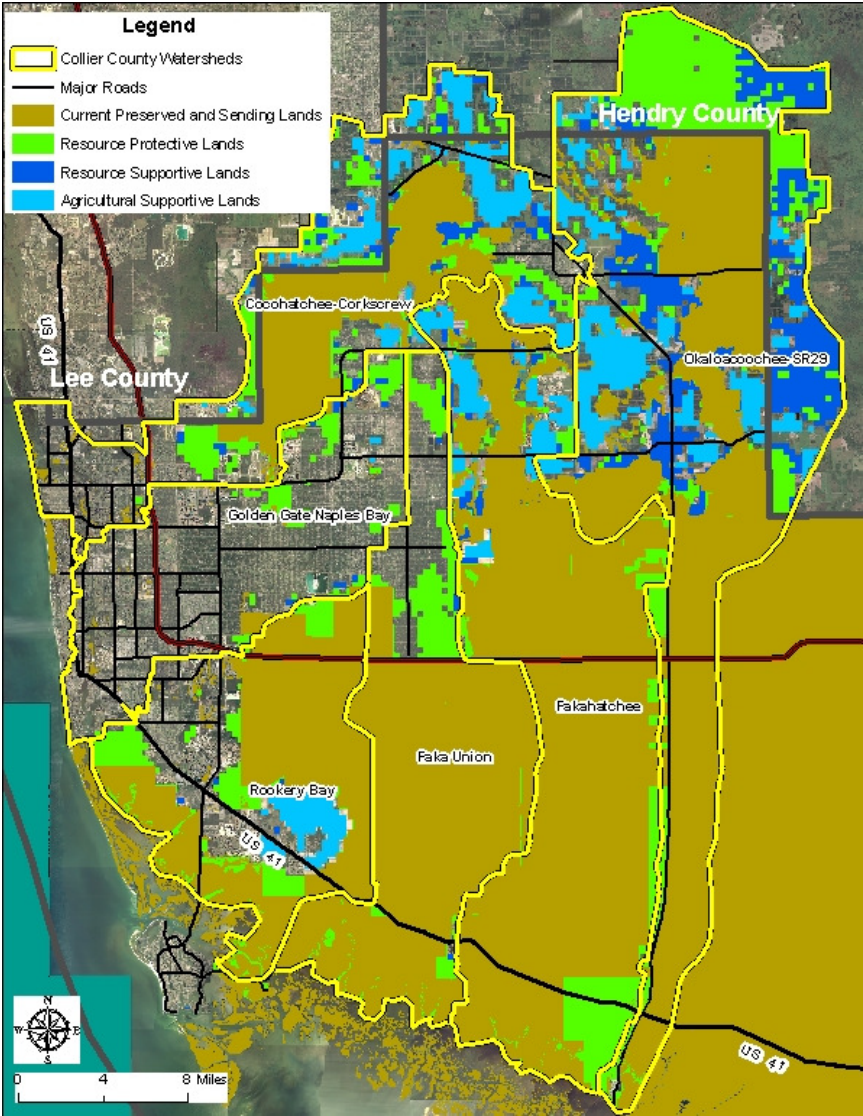 Legend
Collier County Watersheds
Major Roads
Current Preserved and Sending Lands
Resource Protective Lands
Resource Supportive Lands
Agricultural Supportive Lands
Hendry County
Cocohatchee-Corkscrew
US 41
Lee County
Okaloacoochee-SR29
Golden Gate Naples Bay
Fakahatchee
Faka Union
Rookery Bay
US 41
N
W E
S
US 41
0 4 8 Miles